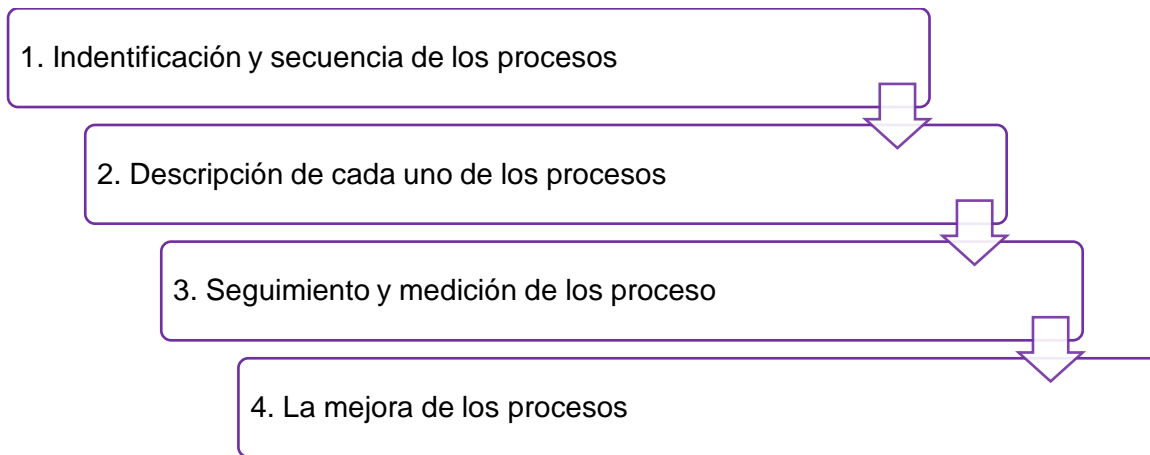 1. Indentificación y secuencia de los procesos
2. Descripción de cada uno de los procesos
3. Seguimiento y medición de los proceso
4. La mejora de los procesos